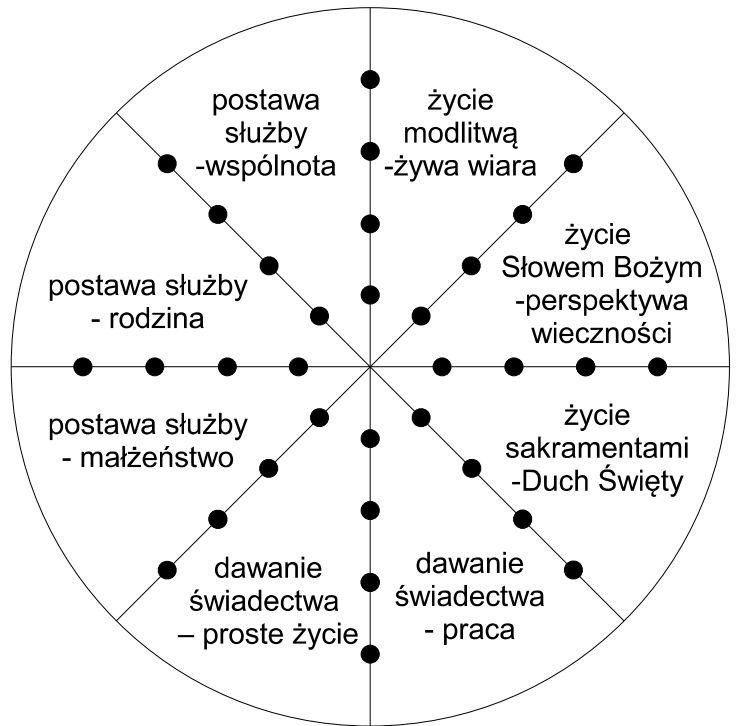 postawa
służby
-wspólnota
życie
modlitwą
-żywa wiara
życie
Słowem Bożym
-perspektywa
wieczności
życie
sakramentami
-Duch Święty
dawanie
świadectwa
- praca
dawanie
świadectwa
– proste życie
postawa służby
- małżeństwo
postawa służby
- rodzina